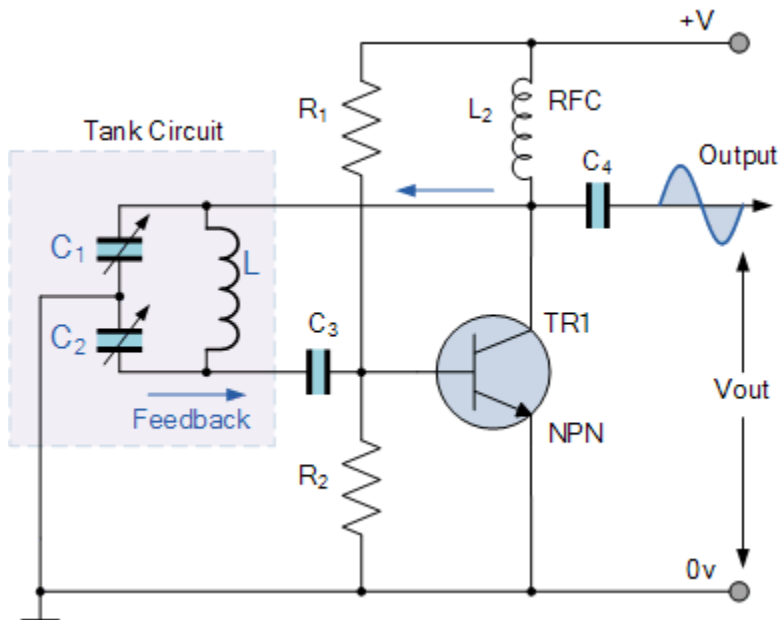 +V
R1
L2
RFC
Tank Circuit
C4
Output
C1
L
C2
C3
TR1
Feedback
Vout
NPN
R2
0v